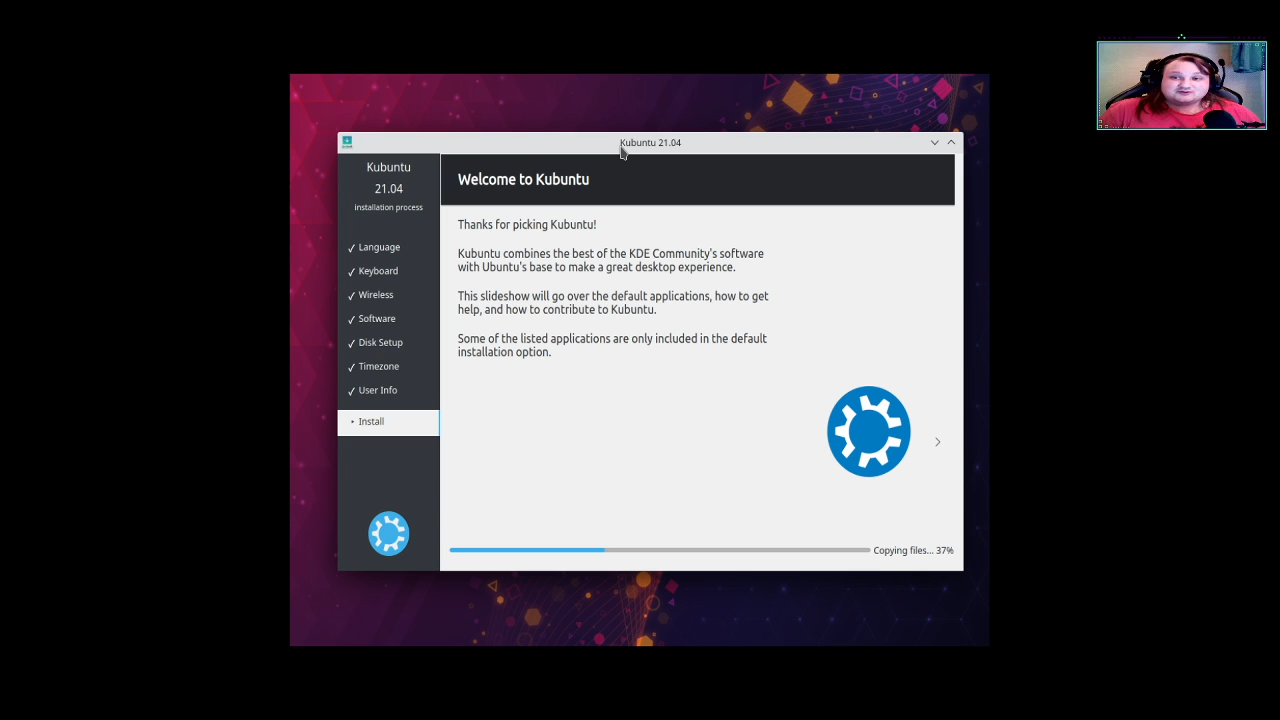 Kubuntu 21.04
Kubuntu
21.04
installation process
✓ Language
✓ Keyboard
✓ Wireless
✓ Software
✓ Disk Setup
✓ Timezone
✓ User Info
Install
Welcome to Kubuntu
Thanks for picking Kubuntu!
Kubuntu combines the best of the KDE Community's software
with Ubuntu's base to make a great desktop experience.
This slideshow will go over the default applications, how to get
help, and how to contribute to Kubuntu.
Some of the listed applications are only included in the default
installation option.
Copying files... 37%